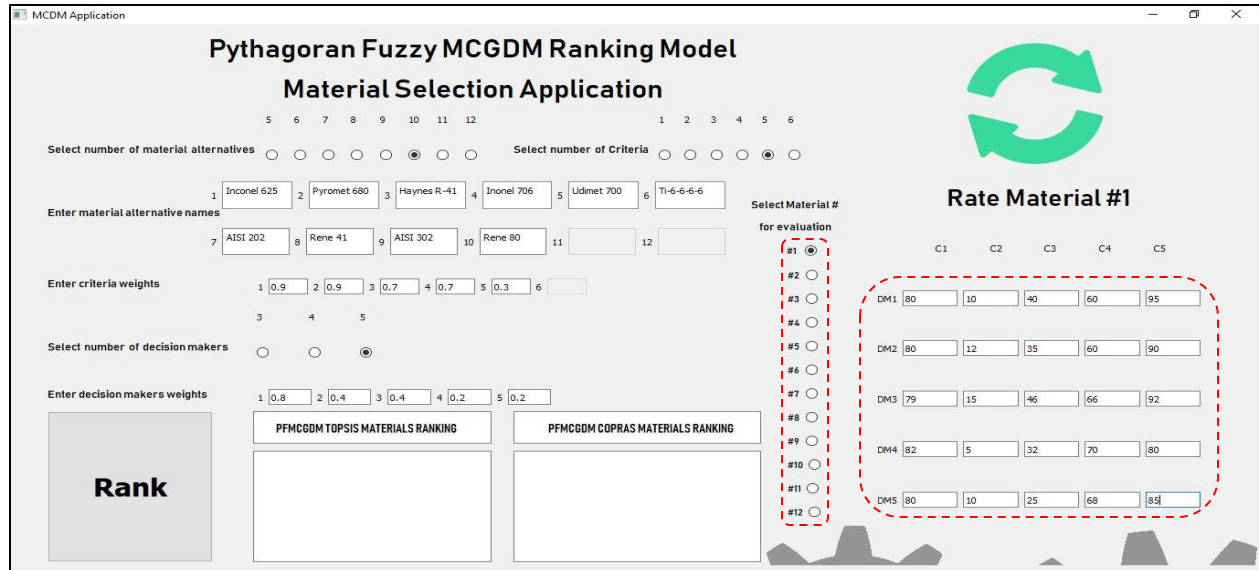 MCDM Application
Pythagoran Fuzzy MCGDM Ranking Model
Material Selection Application
5 6 7 8 9 10 11 12
1 2 3 4 5 6
Select number of material alternatives
Select number of Criteria
1 Inconel 625 2 Pyromet 680 3 Haynes R-41 4 Inonel 706 5 Udimet 700 6 Ti-6-6-6-6
Enter material alternative names
7 AISI 202 8 Rene 41 9 AISI 302 10 Rene 80 11 12
Enter criteria weights
1 0.9 2 0.9 3 0.7 4 0.7 5 0.3 6
3 4 5
Select number of decision makers
Enter decision makers weights
1 0.8 2 0.4 3 0.4 4 0.2 5 0.2
Rank
PFMCGDM TOPSIS MATERIALS RANKING
PFMCGDM COPRAS MATERIALS RANKING
Select Material #
for evaluation
#1
#2
#3
#4
#5
#6
#7
#8
#9
#10
#11
#12
Rate Material #1
C1 C2 C3 C4 C5
DM1 80 10 40 60 95
DM2 80 12 35 60 90
DM3 79 15 46 66 92
DM4 82 5 32 70 80
DM5 80 10 25 68 85